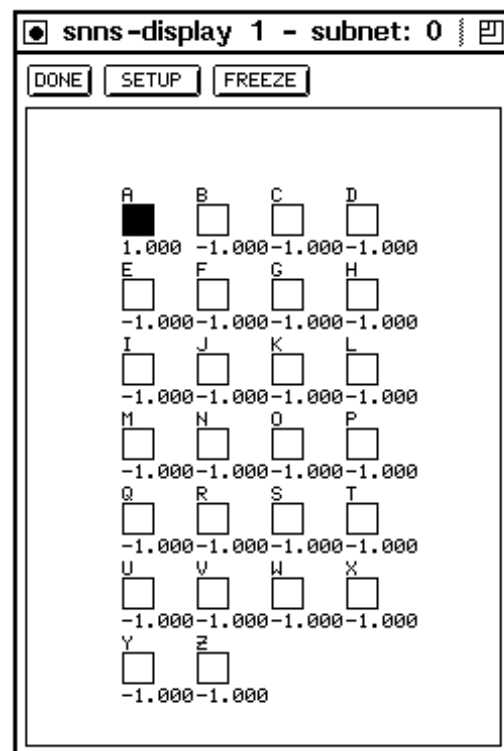 snns-display 1 - subnet: 0
DONE SETUP FREEZE
A B C D
1.000 -1.000-1.000-1.000
E F G H
-1.000-1.000-1.000-1.000
I J K L
-1.000-1.000-1.000-1.000
M N O P
-1.000-1.000-1.000-1.000
Q R S T
-1.000-1.000-1.000-1.000
U V W X
-1.000-1.000-1.000-1.000
Y Z
-1.000-1.000